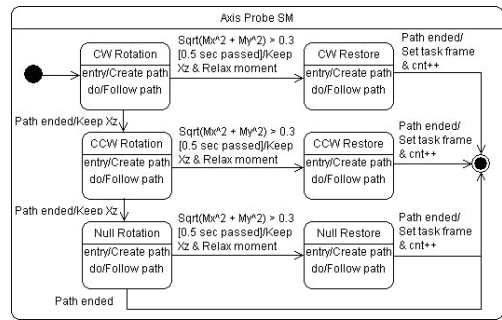 Axis Probe SM
CW Rotation
entry/Create path
do/Follow path
Sqrt(Mx^2 + My^2) > 0.3
[0.5 sec passed]/Keep
Xz & Relax moment
CW Restore
entry/Create path
do/Follow path
Path ended/
Set task frame
& cnt++
Path ended/Keep Xz
CCW Rotation
entry/Create path
do/Follow path
Sqrt(Mx^2 + My^2) > 0.3
[0.5 sec passed]/Keep
Xz & Relax moment
CCW Restore
entry/Create path
do/Follow path
Path ended/
Set task frame
& cnt++
Path ended/Keep Xz
Null Rotation
entry/Create path
do/Follow path
Sqrt(Mx^2 + My^2) > 0.3
[0.5 sec passed]/Keep
Xz & Relax moment
Null Restore
entry/Create path
do/Follow path
Path ended/
Set task frame
& cnt++
Path ended